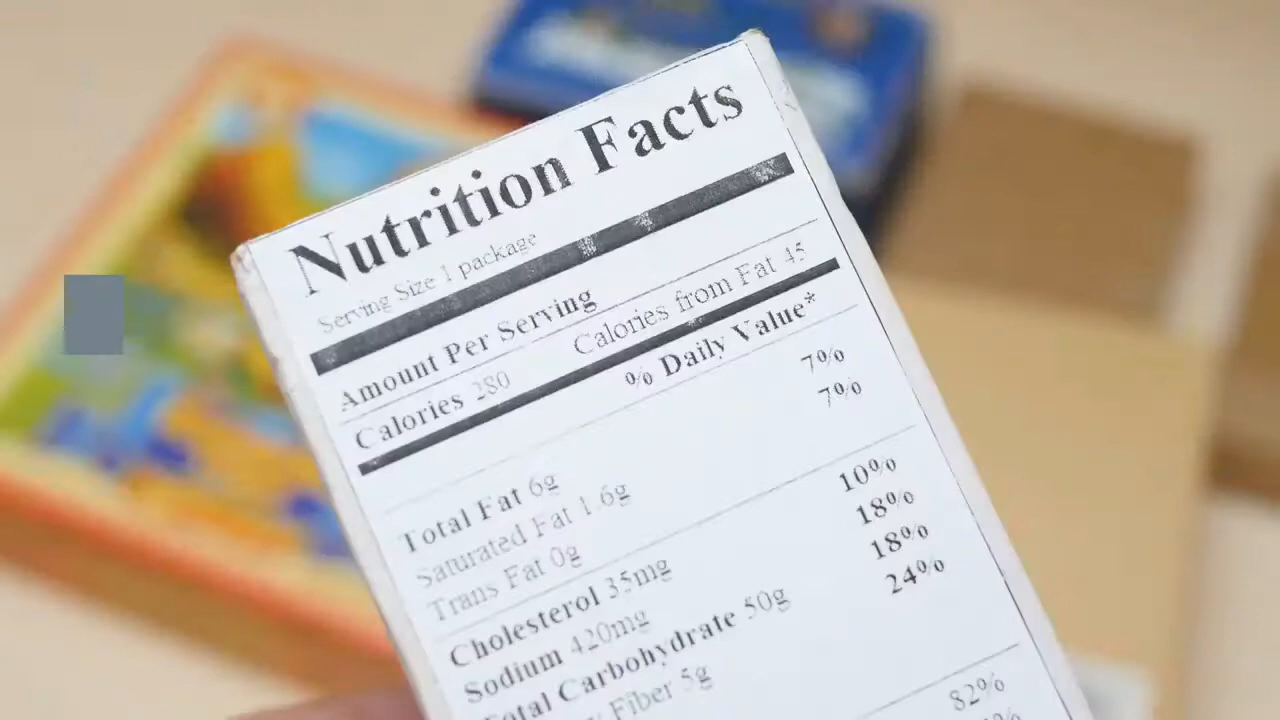 Nutrition Facts
Serving Size 1 package
Amount Per Serving
Calories 280 Calories from Fat 45
% Daily Value*
7%
7%
Total Fat 6g
Saturated Fat 1.6g
Trans Fat 0g
10%
18%
18%
24%
Cholesterol 35mg
Sodium 420mg
Total Carbohydrate 50g
Fiber 5g
82%